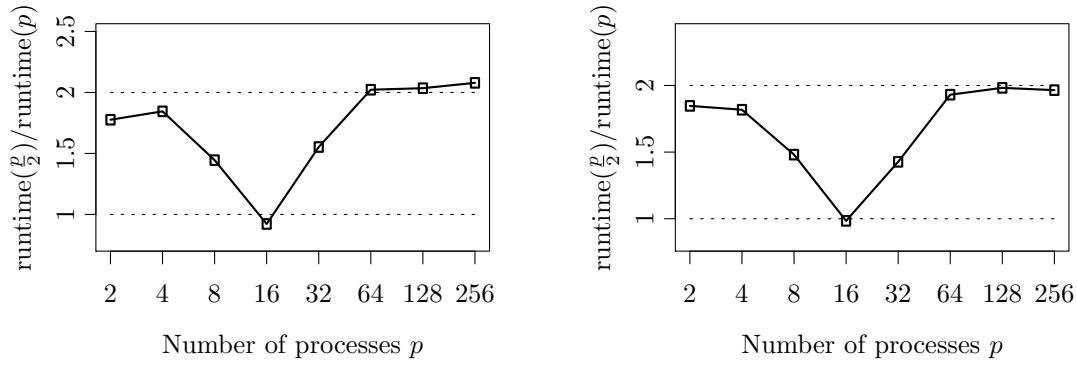 runtime(p/2)/runtime(p)
2.5
2
1.5
1
2 4 8 16 32 64 128 256
Number of processes p
runtime(p/2)/runtime(p)
2
1.5
1
2 4 8 16 32 64 128 256
Number of processes p